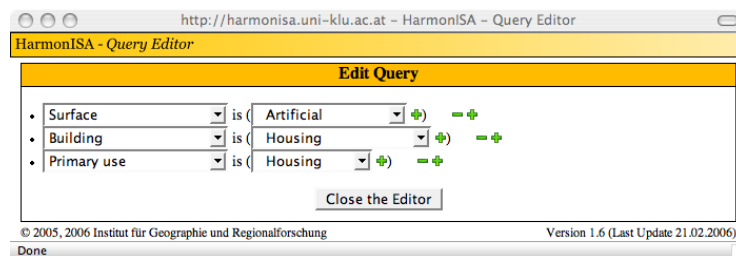 http://harmonisa.uni-klu.ac.at – HarmonISA – Query Editor
HarmonISA - Query Editor
Edit Query
• Surface is ( Artificial )
• Building is ( Housing )
• Primary use is ( Housing )
Close the Editor
© 2005, 2006 Institut für Geographie und Regionalforschung Version 1.6 (Last Update 21.02.2006)
Done